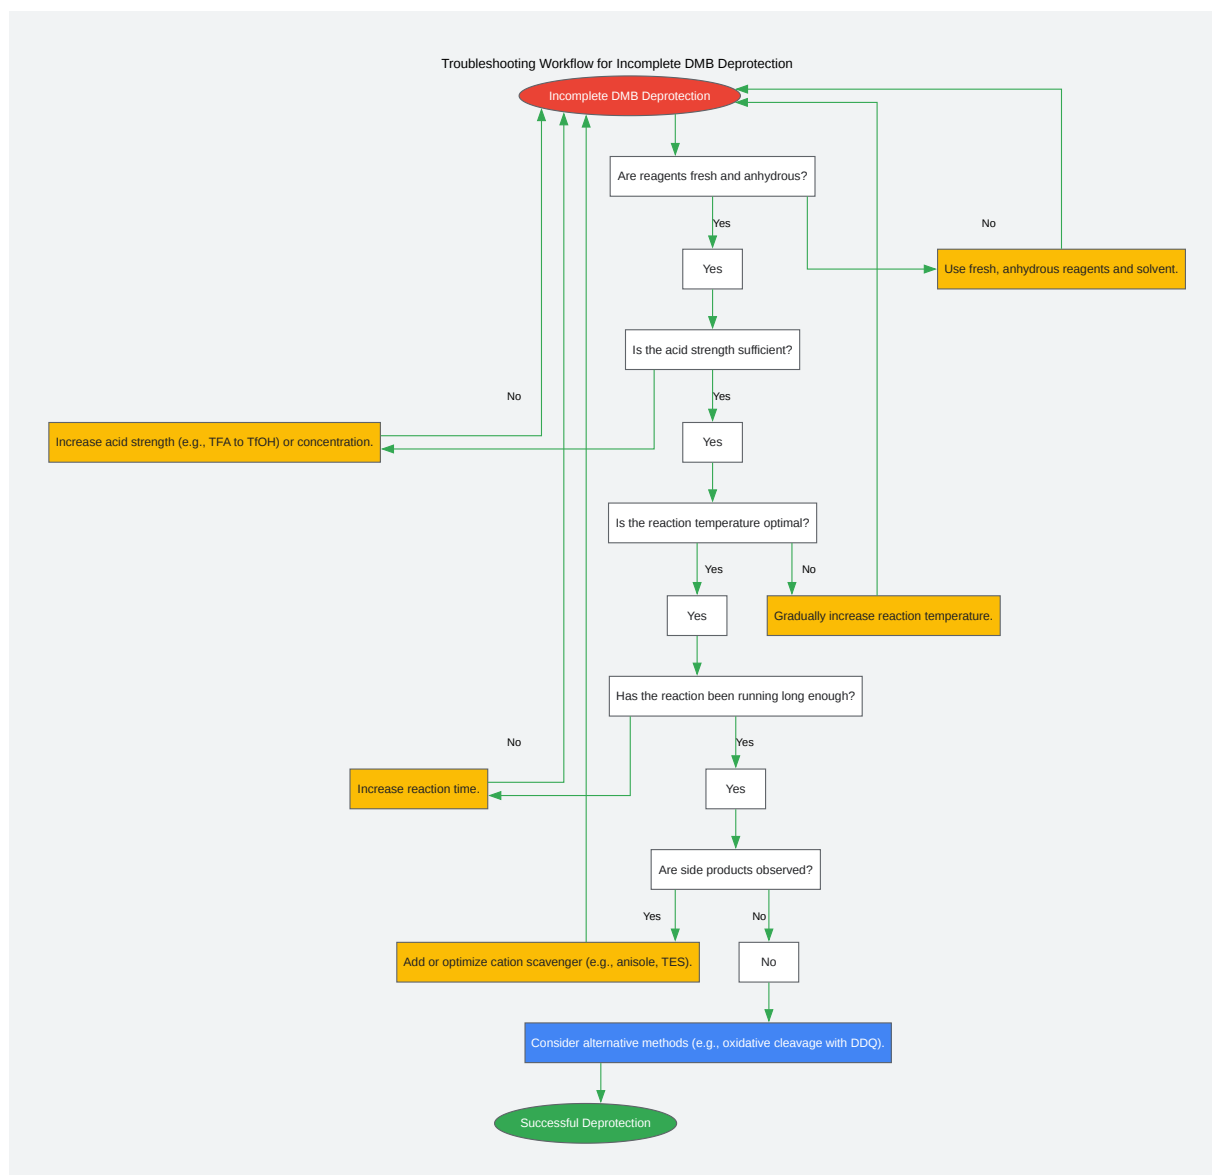 Troubleshooting Workflow for Incomplete DMB Deprotection
Incomplete DMB Deprotection
Are reagents fresh and anhydrous?
Yes
No
Yes
Use fresh, anhydrous reagents and solvent.
Is the acid strength sufficient?
No
Yes
Increase acid strength (e.g., TFA to TfOH) or concentration.
Yes
Is the reaction temperature optimal?
Yes
No
Yes
Gradually increase reaction temperature.
Has the reaction been running long enough?
No
Yes
Increase reaction time.
Yes
Are side products observed?
Yes
No
Add or optimize cation scavenger (e.g., anisole, TES).
No
Consider alternative methods (e.g., oxidative cleavage with DDQ).
Successful Deprotection